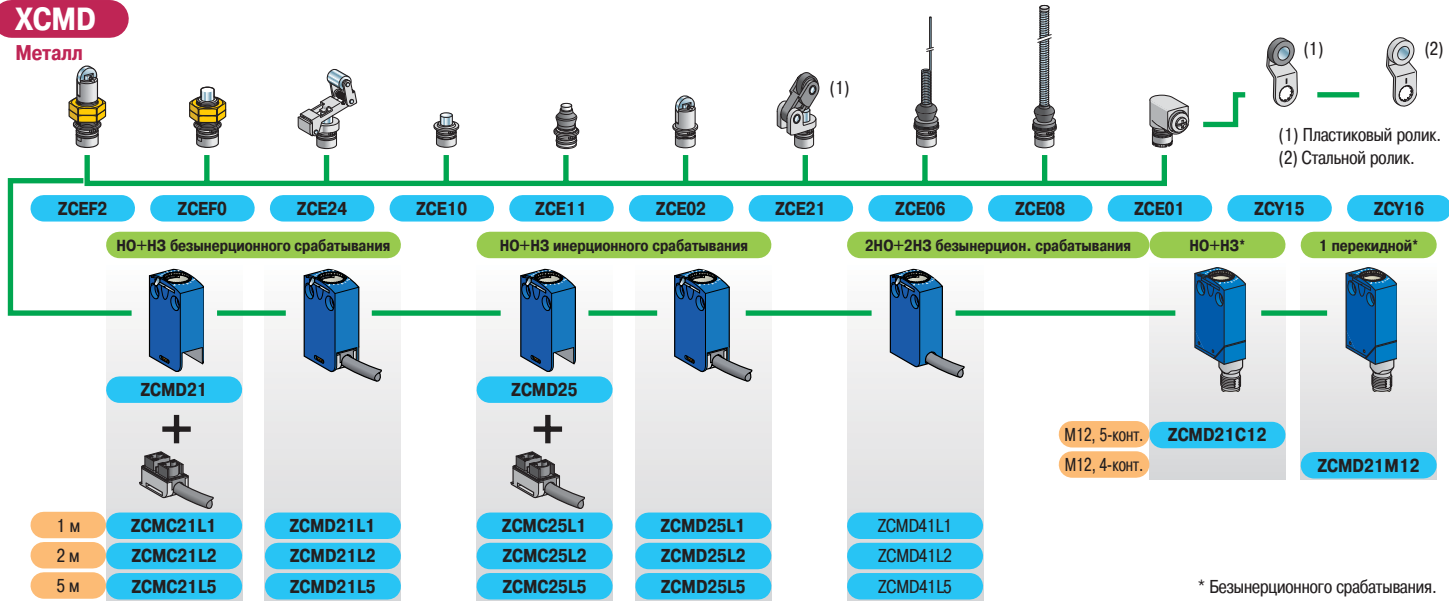 XCMD
Металл
(1)
(1)
(2)
(1) Пластиковый ролик.
(2) Стальной ролик.
ZCEF2 ZCEF0 ZCE24 ZCE10 ZCE11 ZCE02 ZCE21 ZCE06 ZCE08 ZCE01 ZCY15 ZCY16
НО+НЗ безынерционного срабатывания НО+НЗ инерционного срабатывания 2НО+2НЗ безынерцион. срабатывания НО+НЗ* 1 перекидной*
ZCMD21 ZCMD25
+ +
M12, 5-конт. ZCMD21C12
M12, 4-конт. ZCMD21M12
1 м ZCMC21L1 ZCMD21L1 ZCMC25L1 ZCMD25L1 ZCMD41L1
2 м ZCMC21L2 ZCMD21L2 ZCMC25L2 ZCMD25L2 ZCMD41L2
5 м ZCMC21L5 ZCMD21L5 ZCMC25L5 ZCMD25L5 ZCMD41L5
* Безынерционного срабатывания.